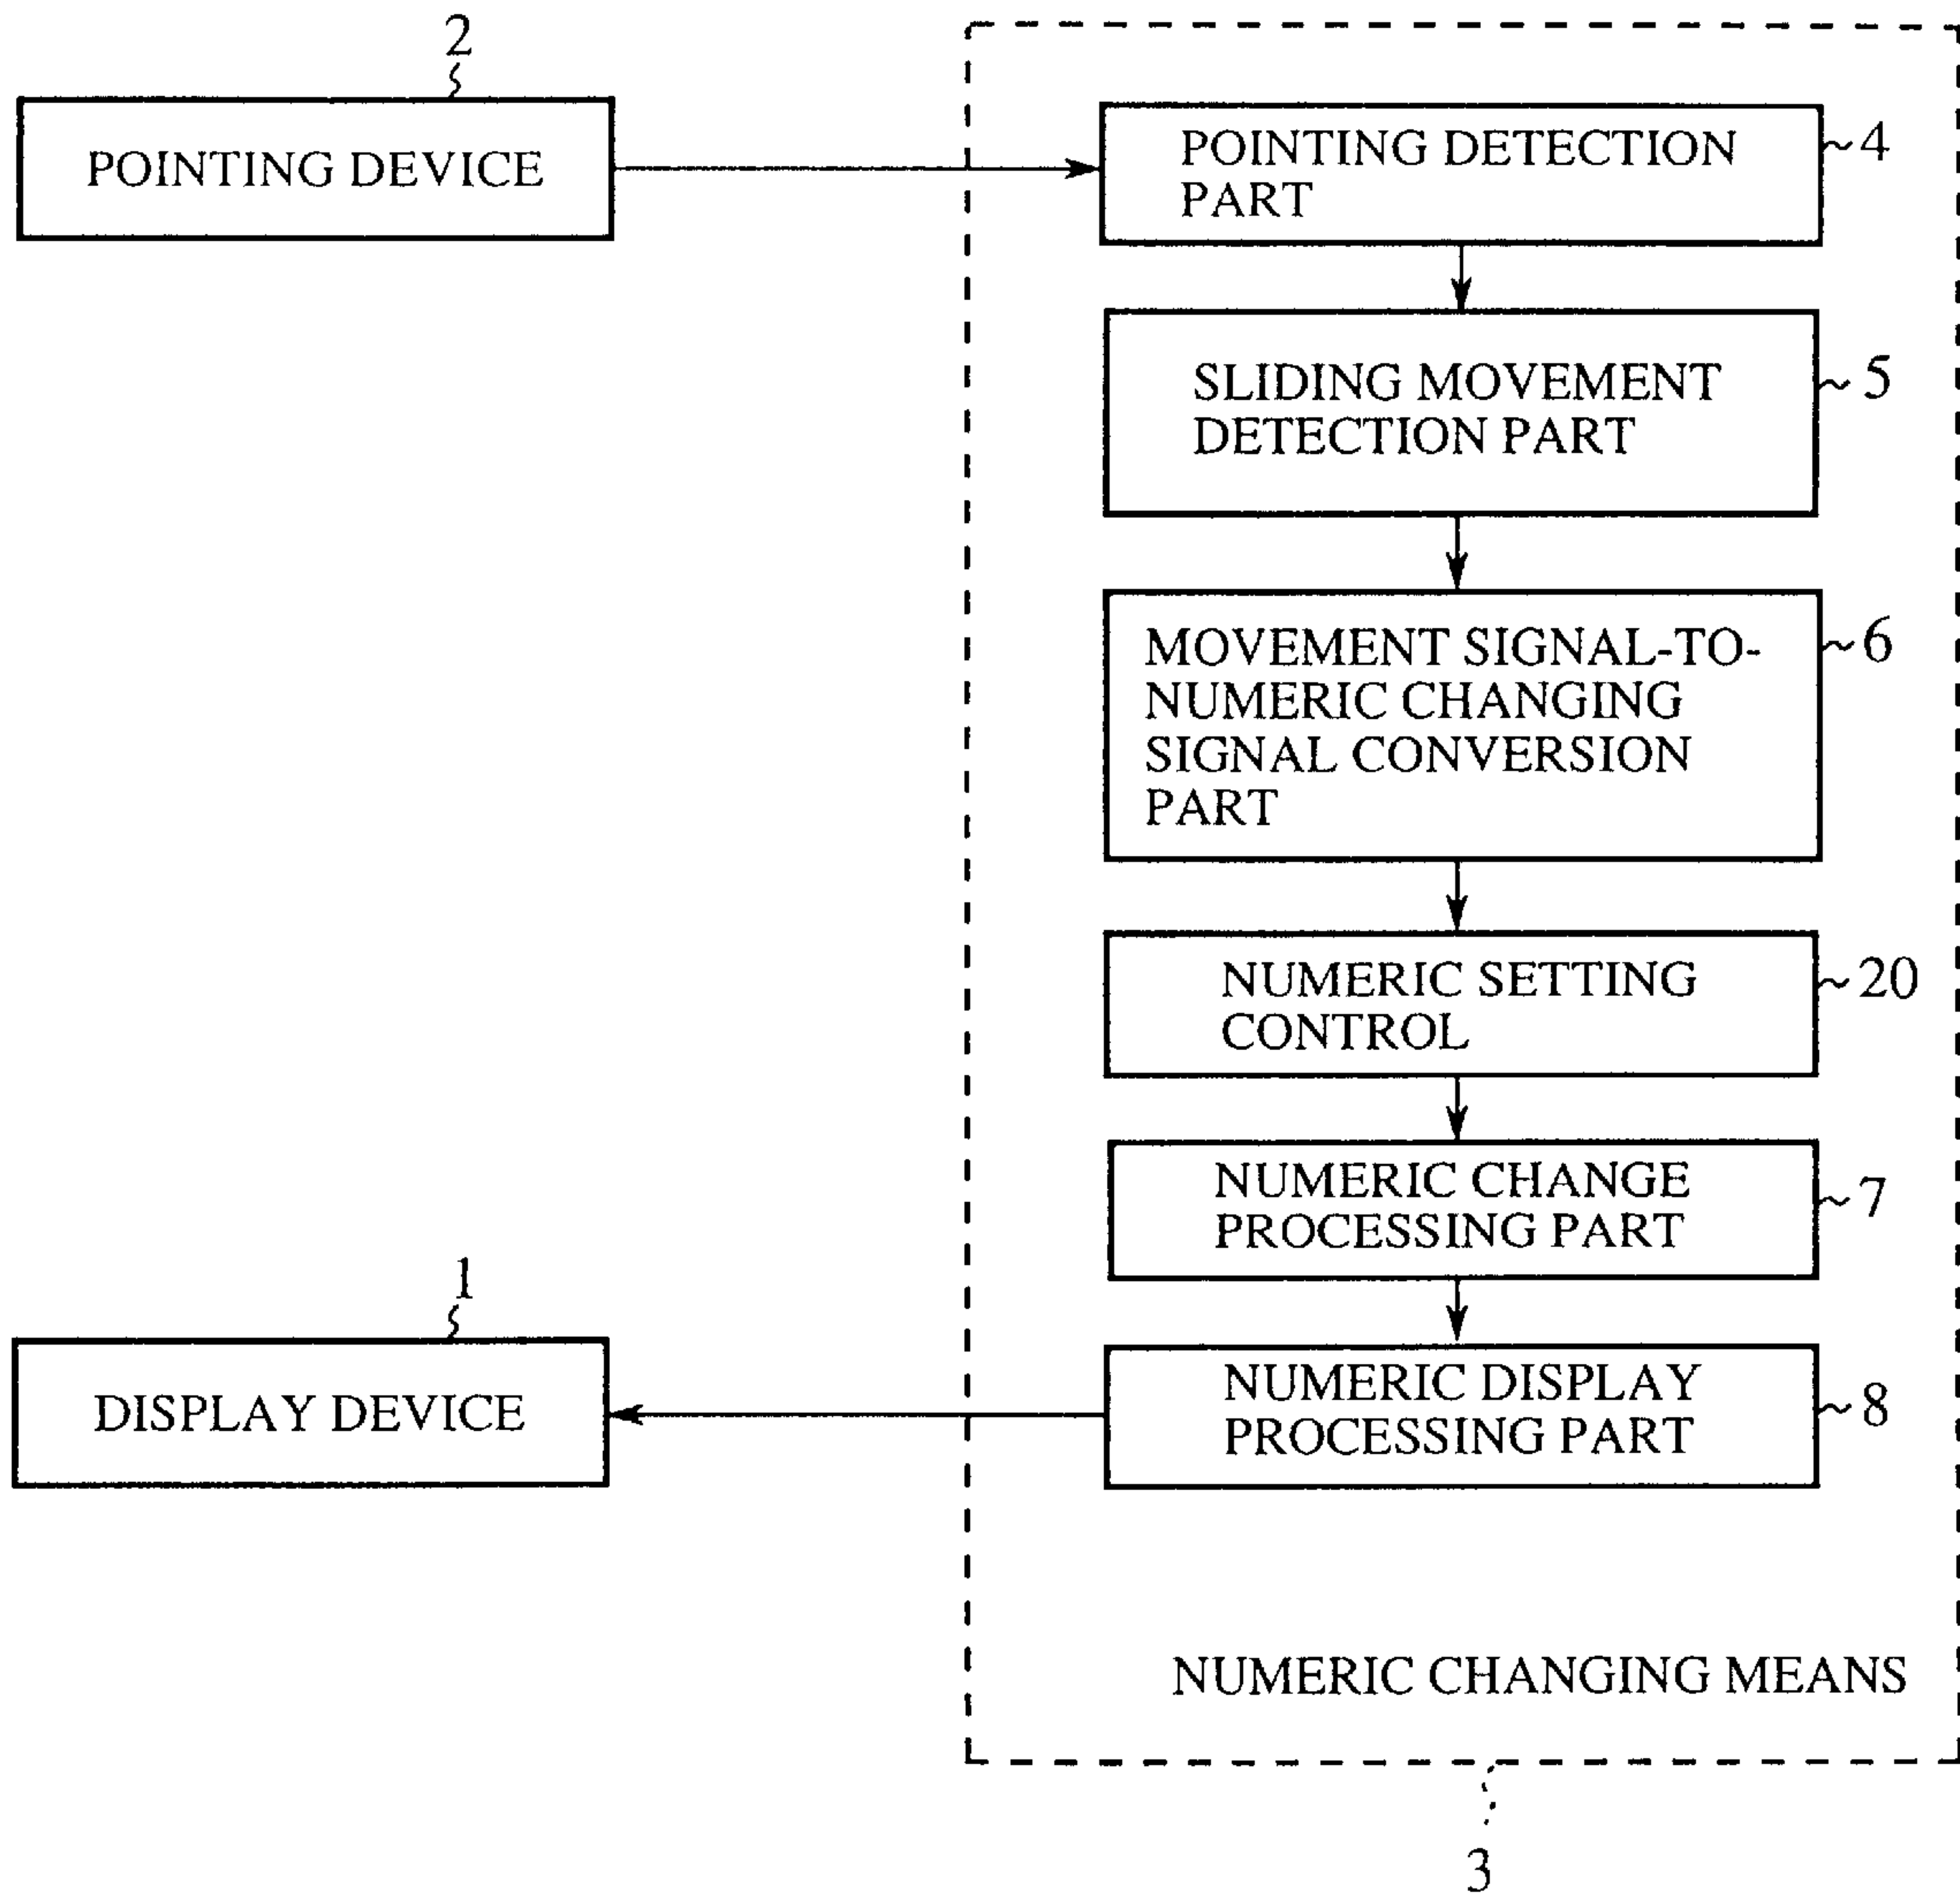 2
POINTING DEVICE
POINTING DETECTION
PART
4
SLIDING MOVEMENT
DETECTION PART
5
MOVEMENT SIGNAL-TO-
NUMERIC CHANGING
SIGNAL CONVERSION
PART
6
NUMERIC SETTING
CONTROL
20
NUMERIC CHANGE
PROCESSING PART
7
1
DISPLAY DEVICE
NUMERIC DISPLAY
PROCESSING PART
8
NUMERIC CHANGING MEANS
3